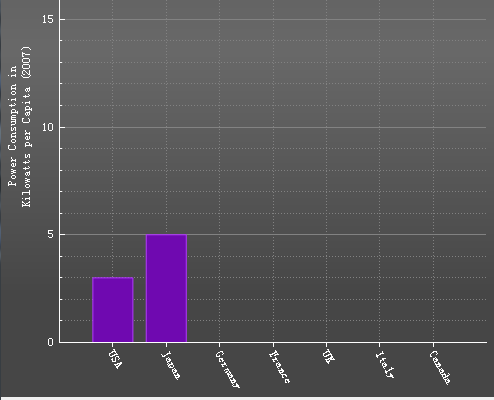 15
10
5
0
Power Consumption in
Kilowatts per Capita (2007)
USA
Japan
Germany
France
UK
Italy
Canada